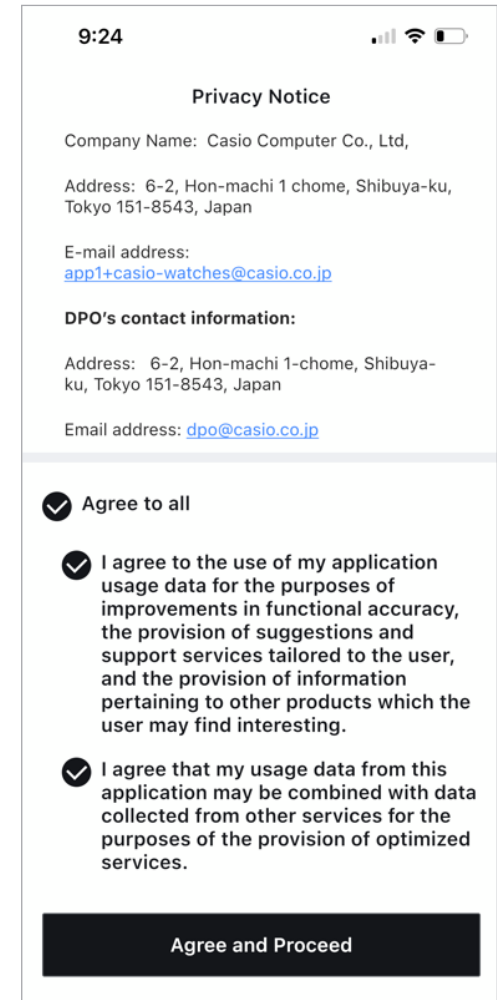 9:24
Privacy Notice
Company Name:  Casio Computer Co., Ltd,
Address:  6-2, Hon-machi 1 chome, Shibuya-ku,
Tokyo 151-8543, Japan
E-mail address:
app1+casio-watches@casio.co.jp
DPO's contact information:
Address:   6-2, Hon-machi 1-chome, Shibuya-
ku, Tokyo 151-8543, Japan
Email address: dpo@casio.co.jp
Agree to all
I agree to the use of my application
usage data for the purposes of
improvements in functional accuracy,
the provision of suggestions and
support services tailored to the user,
and the provision of information
pertaining to other products which the
user may find interesting.
I agree that my usage data from this
application may be combined with data
collected from other services for the
purposes of the provision of optimized
services.
Agree and Proceed